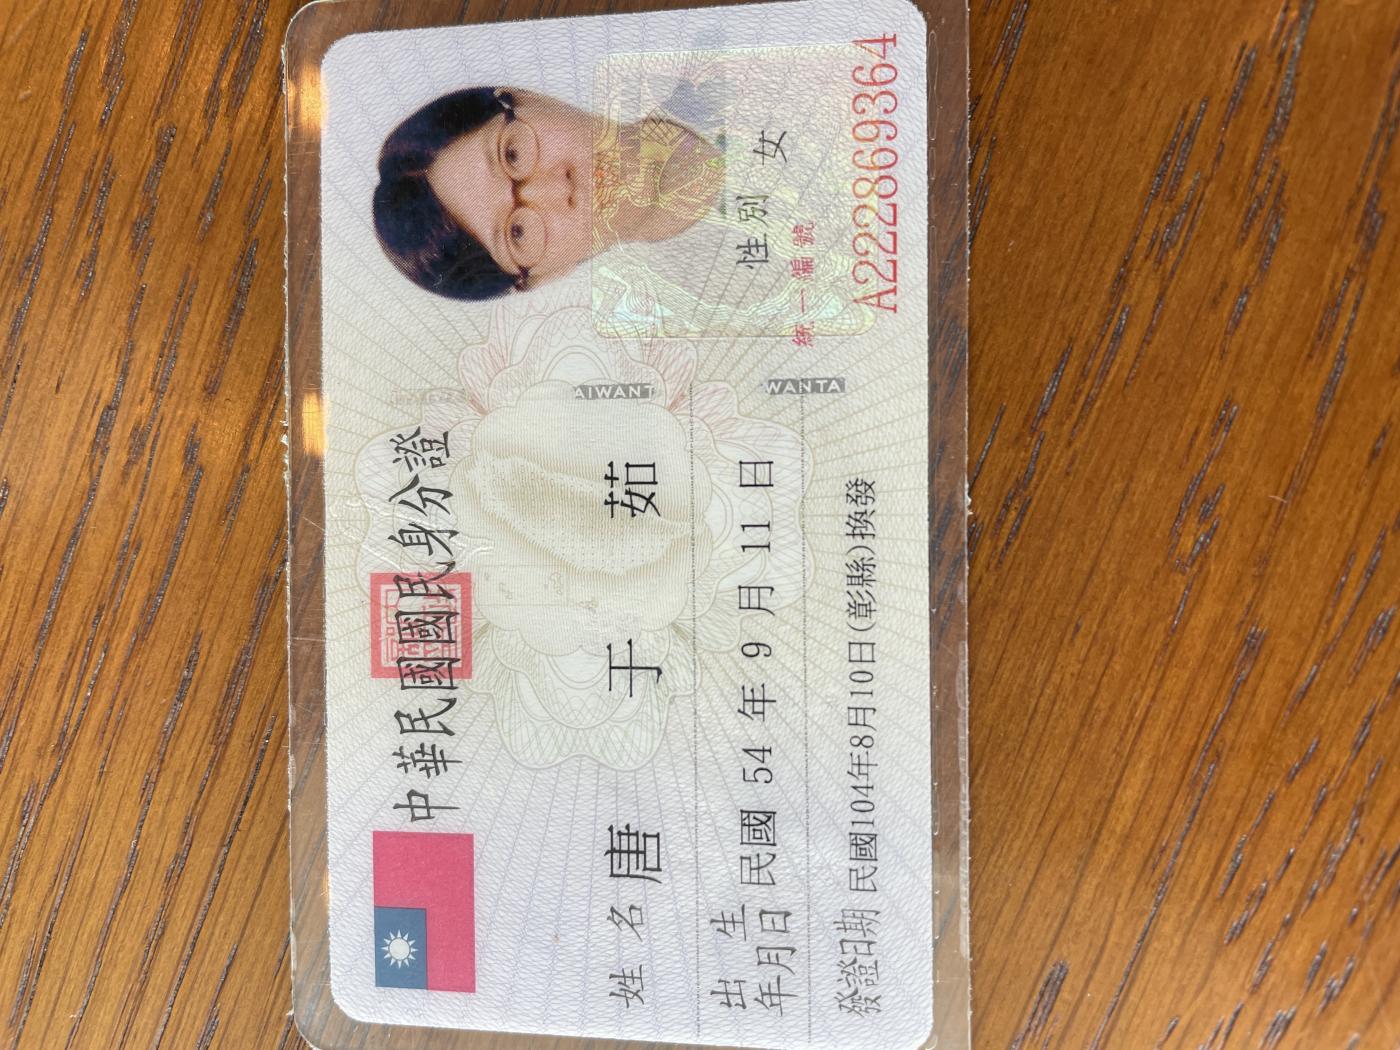 中華民國國民身分證
姓名 唐于茹
出生年月日 民國 54 年 9 月 11 日
性別 女
AIWANT
WANTA
統一編號
A222869364
發證日期 民國104年8月10日(彰縣)換發